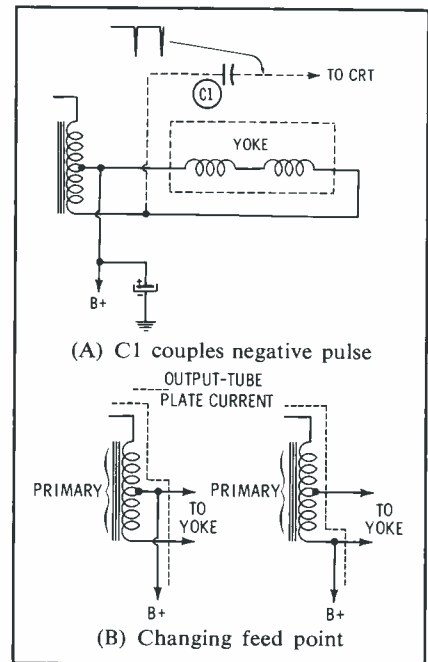 C1
TO CRT
YOKE
B+
+
-
(A) C1 couples negative pulse
OUTPUT-TUBE
PLATE CURRENT
PRIMARY
TO
YOKE
B+
PRIMARY
TO
YOKE
B+
(B) Changing feed point